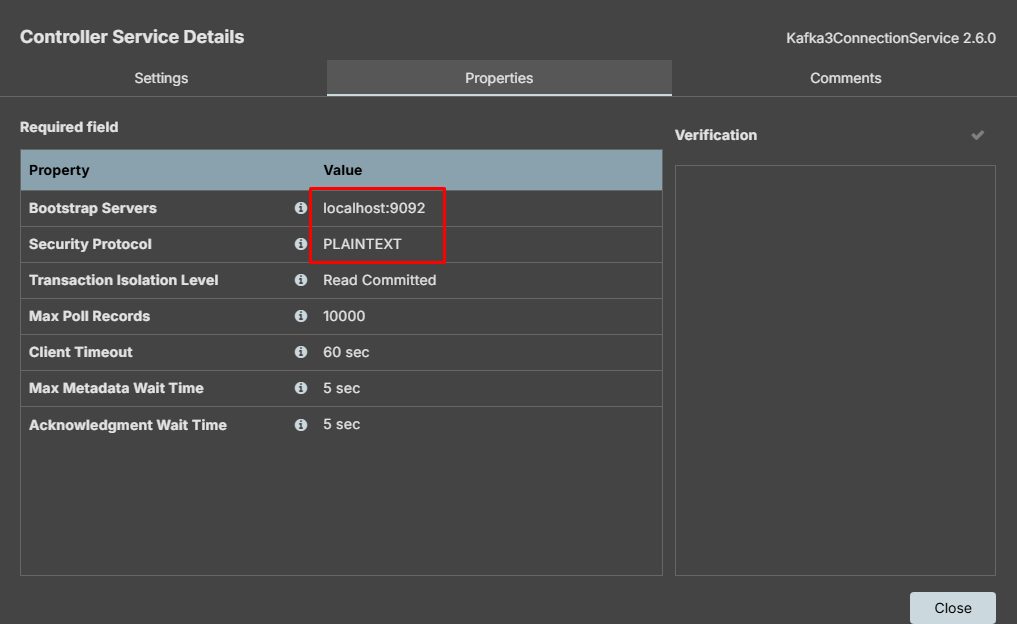 Controller Service Details
Kafka3ConnectionService 2.6.0
Settings
Properties
Comments
Required field
Verification
Property Value
Bootstrap Servers localhost:9092
Security Protocol PLAINTEXT
Transaction Isolation Level Read Committed
Max Poll Records 10000
Client Timeout 60 sec
Max Metadata Wait Time 5 sec
Acknowledgment Wait Time 5 sec
Close